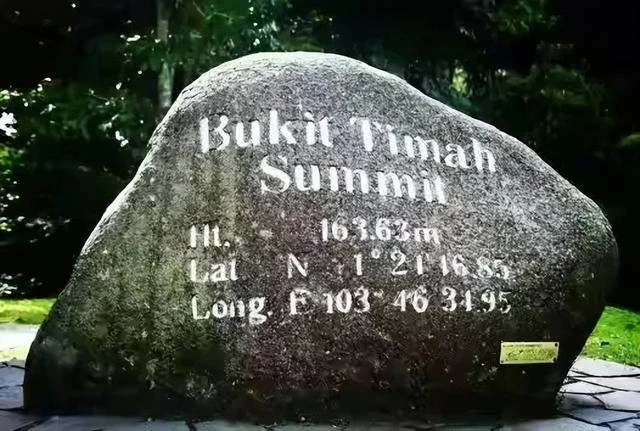 Bukit Timah
Summit
Ht. 163.63m
Lat N 1° 21' 16.85
Long. E 103° 46 34.95